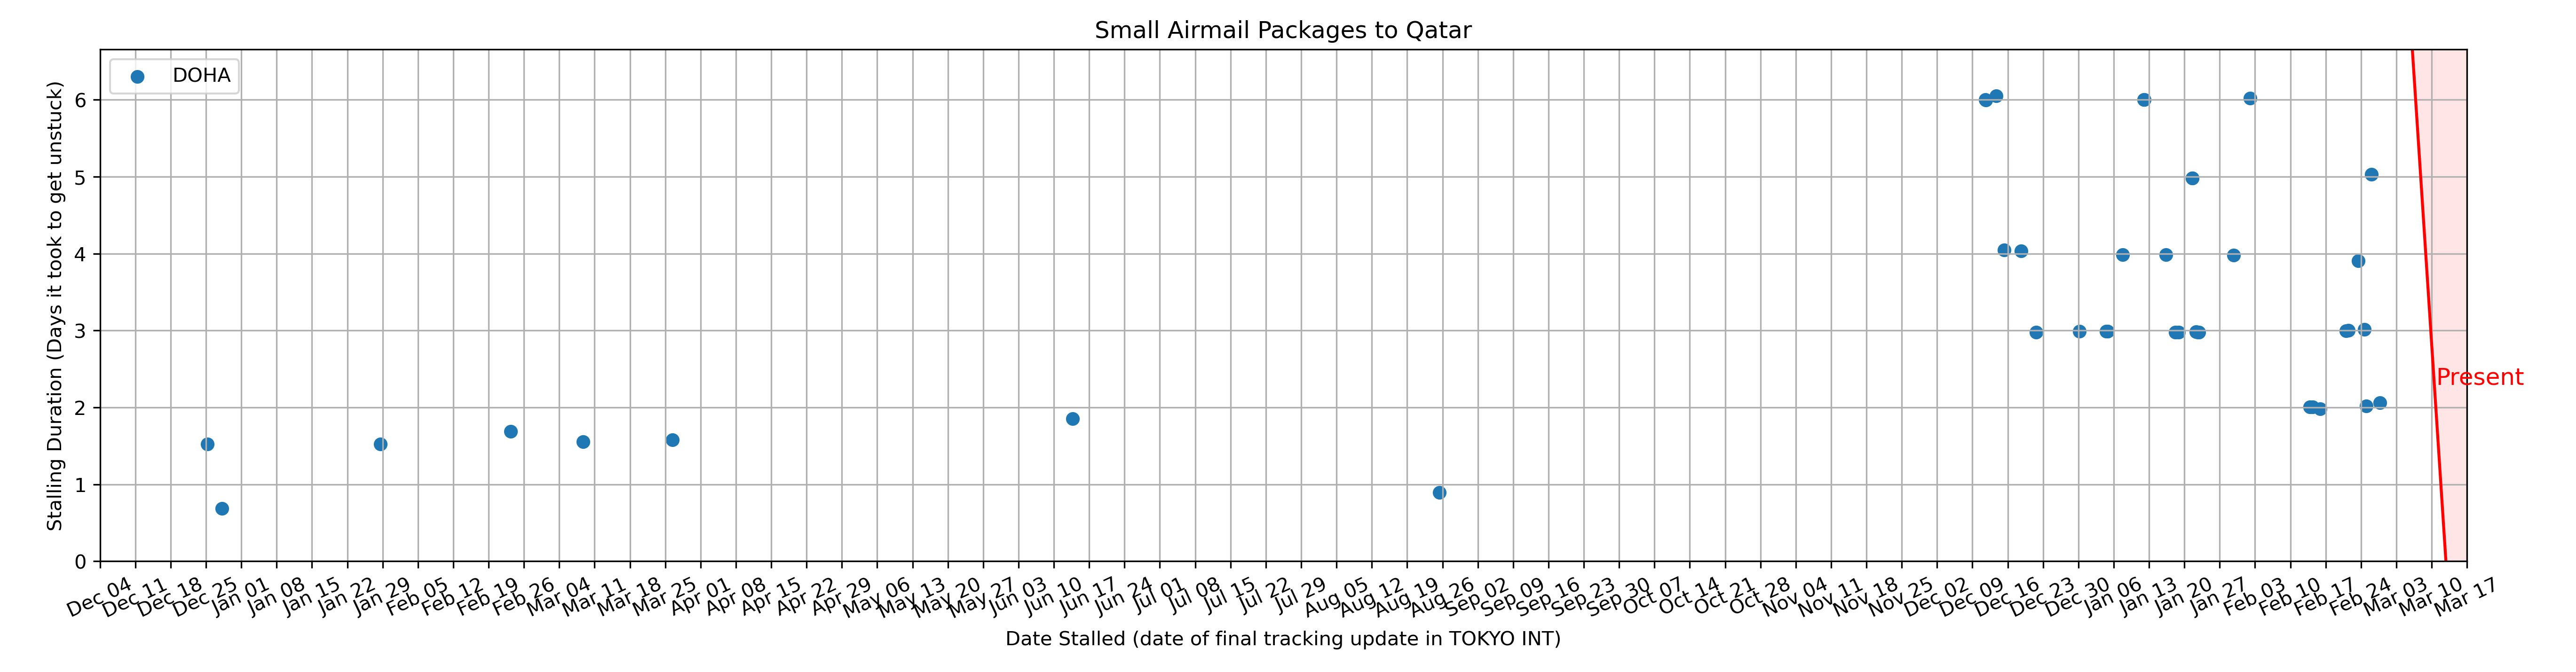 Small Airmail Packages to Qatar
DOHA
Stalling Duration (Days it took to get unstuck)
6
5
4
3
2
1
0
Present
Dec 04
Dec 11
Dec 18
Dec 25
Jan 01
Jan 08
Jan 15
Jan 22
Jan 29
Feb 05
Feb 12
Feb 19
Feb 26
Mar 04
Mar 11
Mar 18
Mar 25
Apr 01
Apr 08
Apr 15
Apr 22
Apr 29
May 06
May 13
May 20
May 27
Jun 03
Jun 10
Jun 17
Jun 24
Jul 01
Jul 08
Jul 15
Jul 22
Jul 29
Aug 05
Aug 12
Aug 19
Aug 26
Sep 02
Sep 09
Sep 16
Sep 23
Sep 30
Oct 07
Oct 14
Oct 21
Oct 28
Nov 04
Nov 11
Nov 18
Nov 25
Dec 02
Dec 09
Dec 16
Dec 23
Dec 30
Jan 06
Jan 13
Jan 20
Jan 27
Feb 03
Feb 10
Feb 17
Feb 24
Mar 03
Mar 10
Mar 17
Date Stalled (date of final tracking update in TOKYO INT)